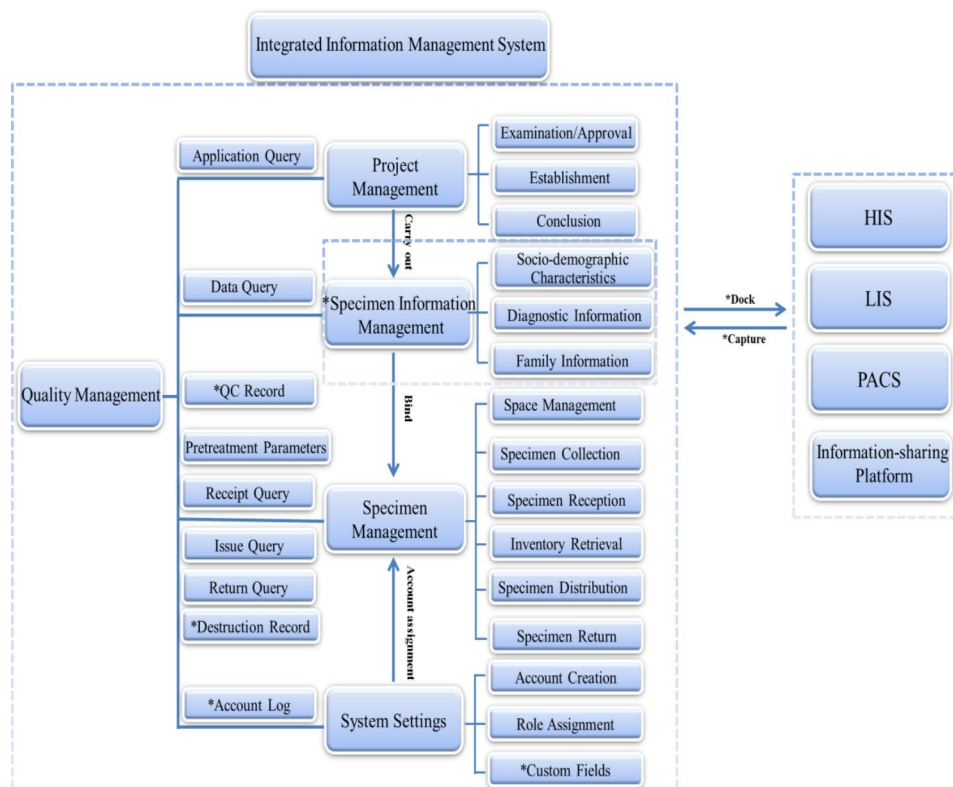 Integrated Information Management System
Application Query
Project
Management
Examination/Approval
Establishment
Conclusion
Carry out
Data Query
*Specimen Information
Management
Socio-demographic
Characteristics
Diagnostic Information
Family Information
Quality Management
*QC Record
Bind
Pretreatment Parameters
Receipt Query
Issue Query
Return Query
*Destruction Record
Specimen
Management
Space Management
Specimen Collection
Specimen Reception
Inventory Retrieval
Specimen Distribution
Specimen Return
Account assignment
*Account Log
System Settings
Account Creation
Role Assignment
*Custom Fields
*Dock
*Capture
HIS
LIS
PACS
Information-sharing
Platform